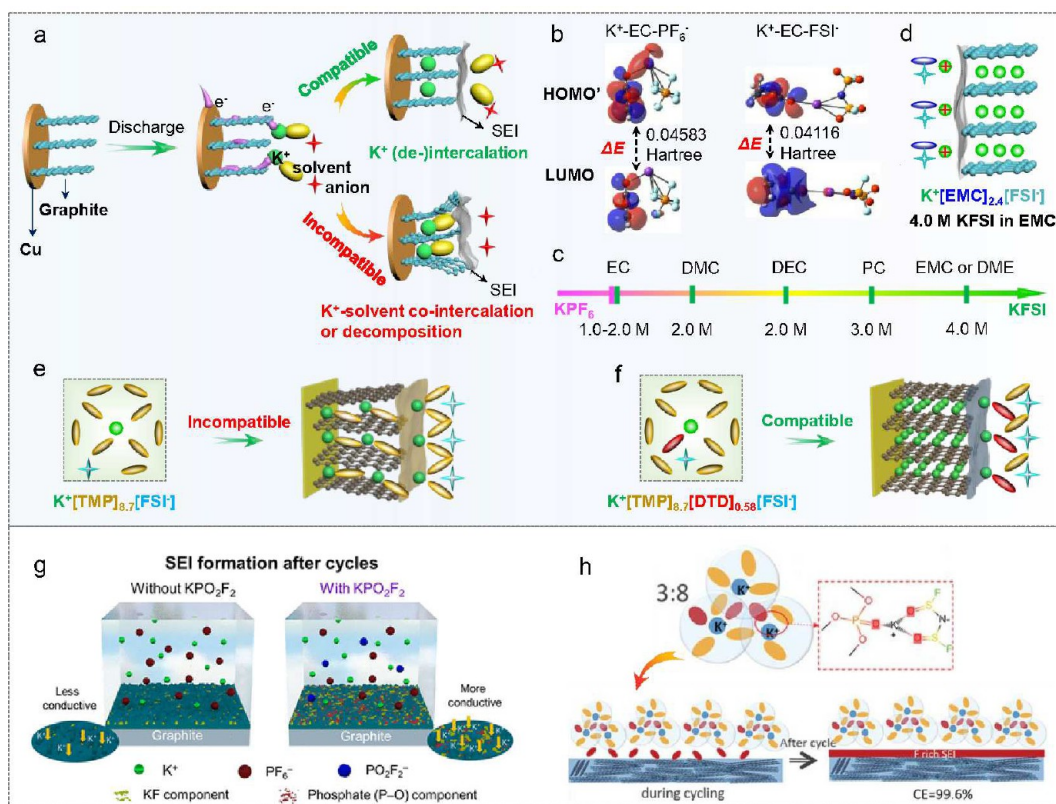 a
Discharge
Graphite
Cu
e-
e-
K+
solvent
anion
Compatible
SEI
K+ (de-)intercalation
Incompatible
SEI
K+-solvent co-intercalation
or decomposition
b
K+-EC-PF6-
K+-EC-FSI-
HOMO'
ΔE
0.04583
Hartree
ΔE
0.04116
Hartree
LUMO
d
K+[EMC]2.4[FSI-]
4.0 M KFSI in EMC
c
EC
DMC
DEC
PC
EMC or DME
KPF6
KFSI
1.0-2.0 M
2.0 M
2.0 M
3.0 M
4.0 M
e
Incompatible
K+[TMP]8.7[FSI-]
f
Compatible
K+[TMP]8.7[DTD]0.58[FSI-]
g
SEI formation after cycles
Without KPO2F2
With KPO2F2
Less
conductive
More
conductive
K+
K+
K+
K+
K+
K+
Graphite
Graphite
K+
PF6-
PO2F2-
KF component
Phosphate (P-O) component
h
3:8
K+
K+
K+
O
O
P
O
O
K
+
O
S
F
N-
O
S
F
during cycling
After cycle
F rich SEI
CE=99.6%